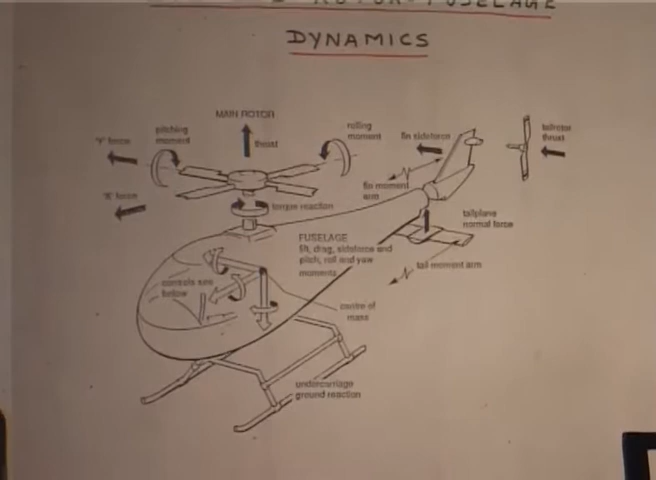 ROTOR-FUSELAGE
DYNAMICS
MAIN ROTOR
thrust
pitching
moment
rolling
moment
'Y' force
'X' force
torque reaction
fin sideforce
fin moment
arm
tailrotor
thrust
tailplane
normal force
tail moment arm
FUSELAGE
lift, drag, sideforce and
pitch, roll and yaw
moments
controls see
below
centre of
mass
undercarriage
ground reaction